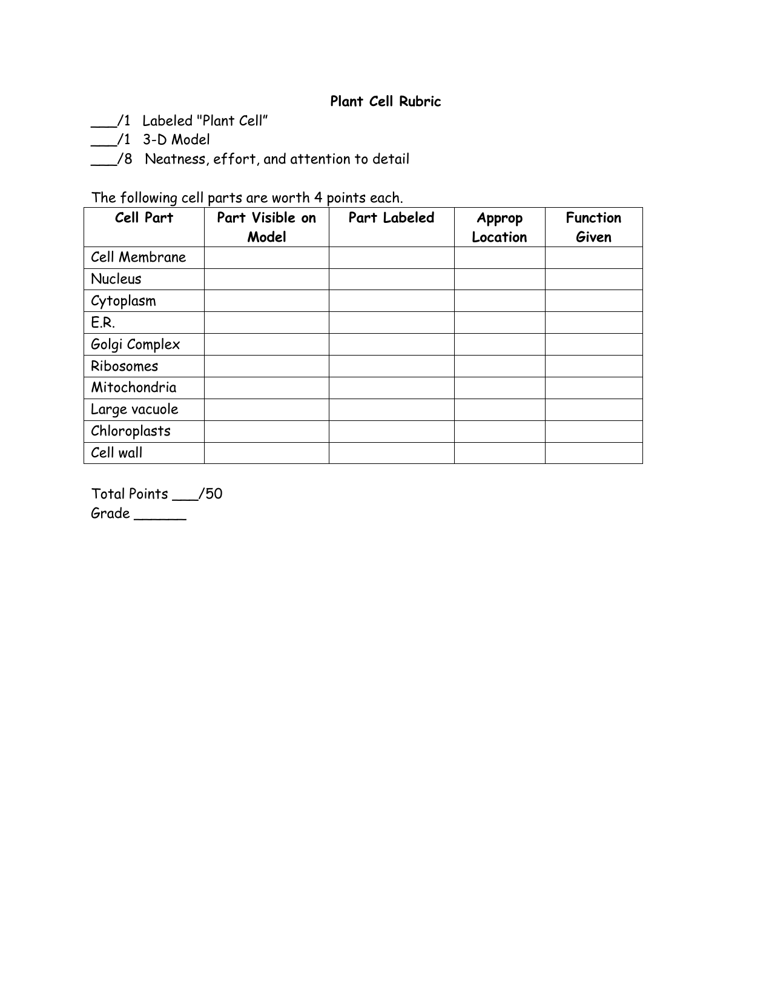 Plant Cell Rubric
___/1 Labeled "Plant Cell”
___/1 3-D Model
___/8 Neatness, effort, and attention to detail
The following cell parts are worth 4 points each.
Cell Part Part Visible on Model Part Labeled Approp Location Function Given
Cell Membrane
Nucleus
Cytoplasm
E.R.
Golgi Complex
Ribosomes
Mitochondria
Large vacuole
Chloroplasts
Cell wall
Total Points ___/50
Grade ______